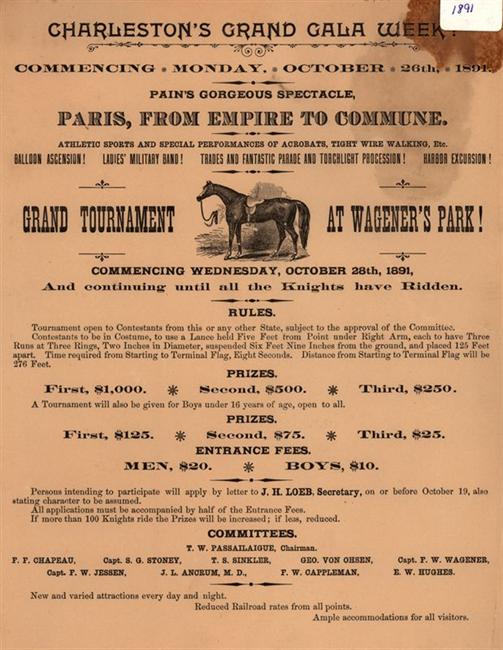 1891
CHARLESTON'S GRAND GALA WEEK!
COMMENCING * MONDAY, * OCTOBER * 26th, * 1891.
PAIN'S GORGEOUS SPECTACLE,
PARIS, FROM EMPIRE TO COMMUNE.
ATHLETIC SPORTS AND SPECIAL PERFORMANCES OF ACROBATS, TIGHT WIRE WALKING, Etc.
BALLOON ASCENSION! LADIES' MILITARY BAND! TRADES AND FANTASTIC PARADE AND TORCHLIGHT PROCESSION! HARBOR EXCURSION!
GRAND TOURNAMENT AT WAGENER'S PARK!
COMMENCING WEDNESDAY, OCTOBER 28th, 1891,
And continuing until all the Knights have Ridden.
RULES.
Tournament open to Contestants from this or any other State, subject to the approval of the Committee.
Contestants to be in Costume, to use a Lance held Five Feet from Point under Right Arm, each to have Three
Runs at Three Rings, Two Inches in Diameter, suspended Six Feet Nine Inches from the ground, and placed 125 Feet
apart. Time required from Starting to Terminal Flag, Eight Seconds. Distance from Starting to Terminal Flag will be
276 Feet.
PRIZES.
First, $1,000. * Second, $500. * Third, $250.
A Tournament will also be given for Boys under 16 years of age, open to all.
PRIZES.
First, $125. * Second, $75. * Third, $25.
ENTRANCE FEES.
MEN, $20. * BOYS, $10.
Persons intending to participate will apply by letter to J. H. LOEB, Secretary, on or before October 19, also
stating character to be assumed.
All applications must be accompanied by half of the Entrance Fees.
If more than 100 Knights ride the Prizes will be increased; if less, reduced.
COMMITTEES.
T. W. PASSAILAIGUE, Chairman.
F. F. CHAPEAU, Capt. S. G. STONEY, T. S. SINKLER, GEO. VON OHSEN, Capt. F. W. WAGENER,
Capt. F. W. JESSEN, J. L. ANCRUM, M. D., F. W. CAPPLEMAN, E. W. HUGHES.
New and varied attractions every day and night.
Reduced Railroad rates from all points.
Ample accommodations for all visitors.